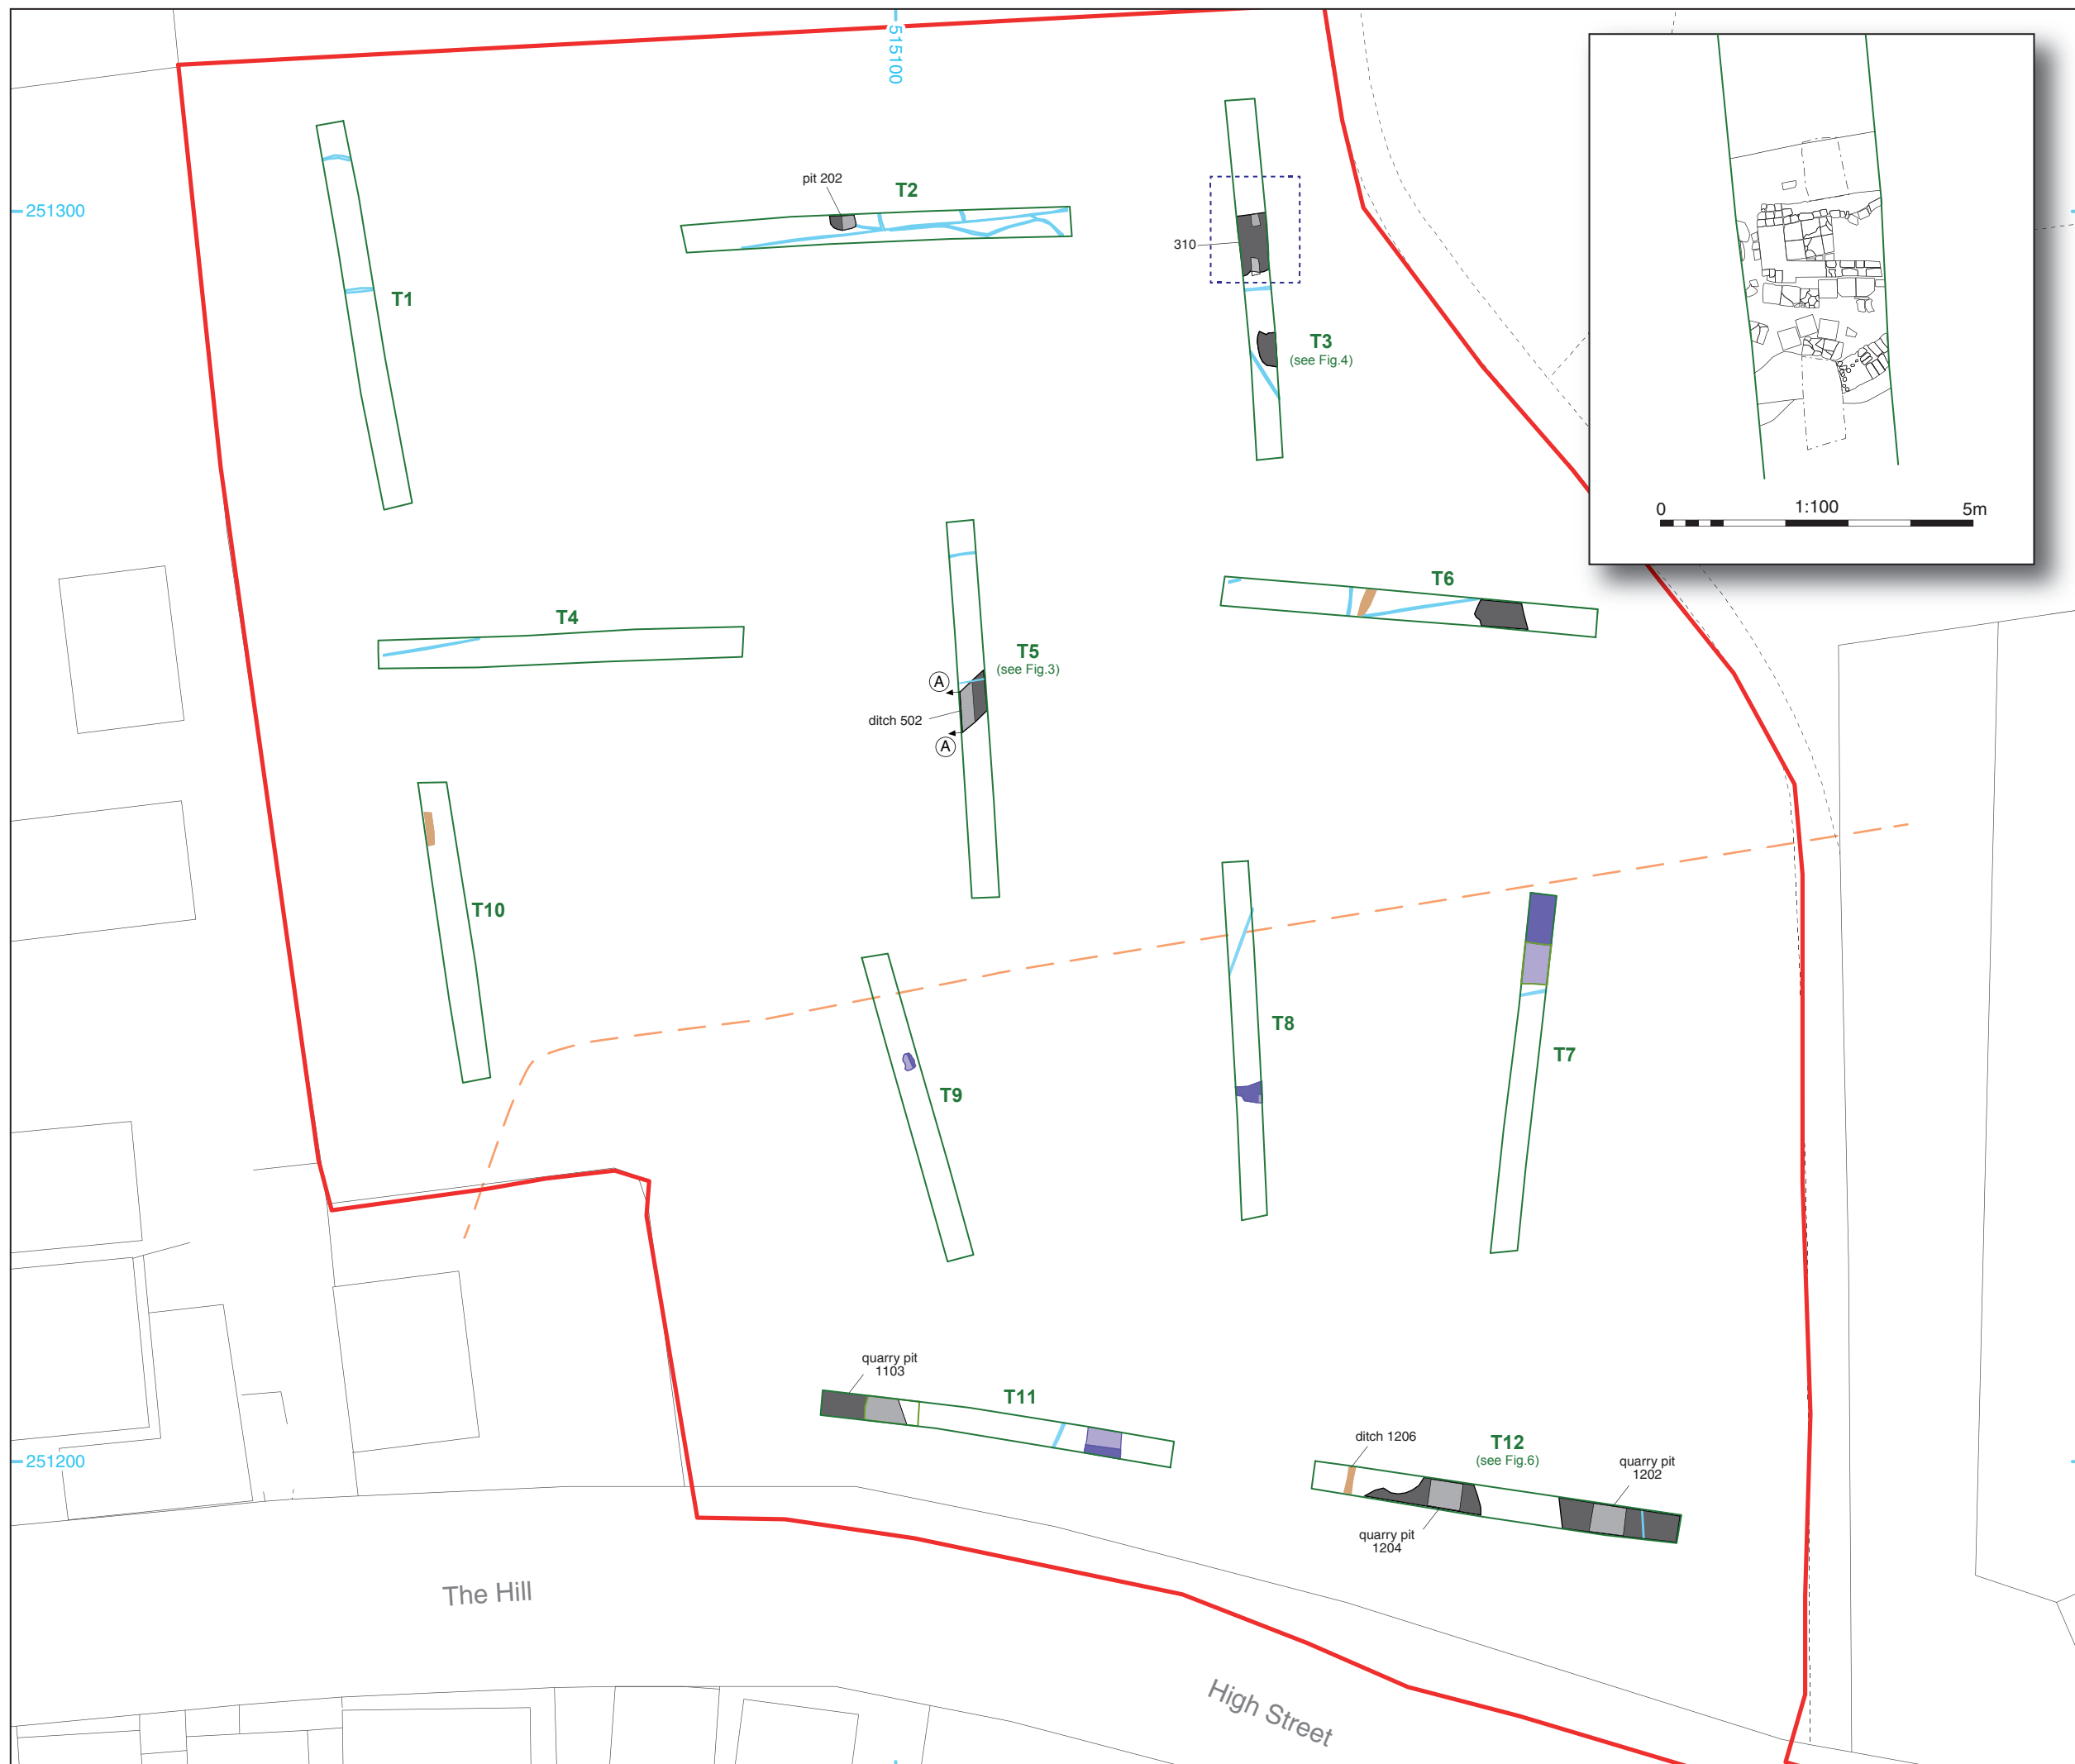 515100
251300
pit 202
T2
310
T1
T3
(see Fig.4)
0
1:100
5m
T4
T6
T5
(see Fig.3)
A
ditch 502
A
T10
T8
T7
T9
quarry pit
1103
T11
ditch 1206
T12
(see Fig.6)
quarry pit
1202
251200
quarry pit
1204
The Hill
High Street